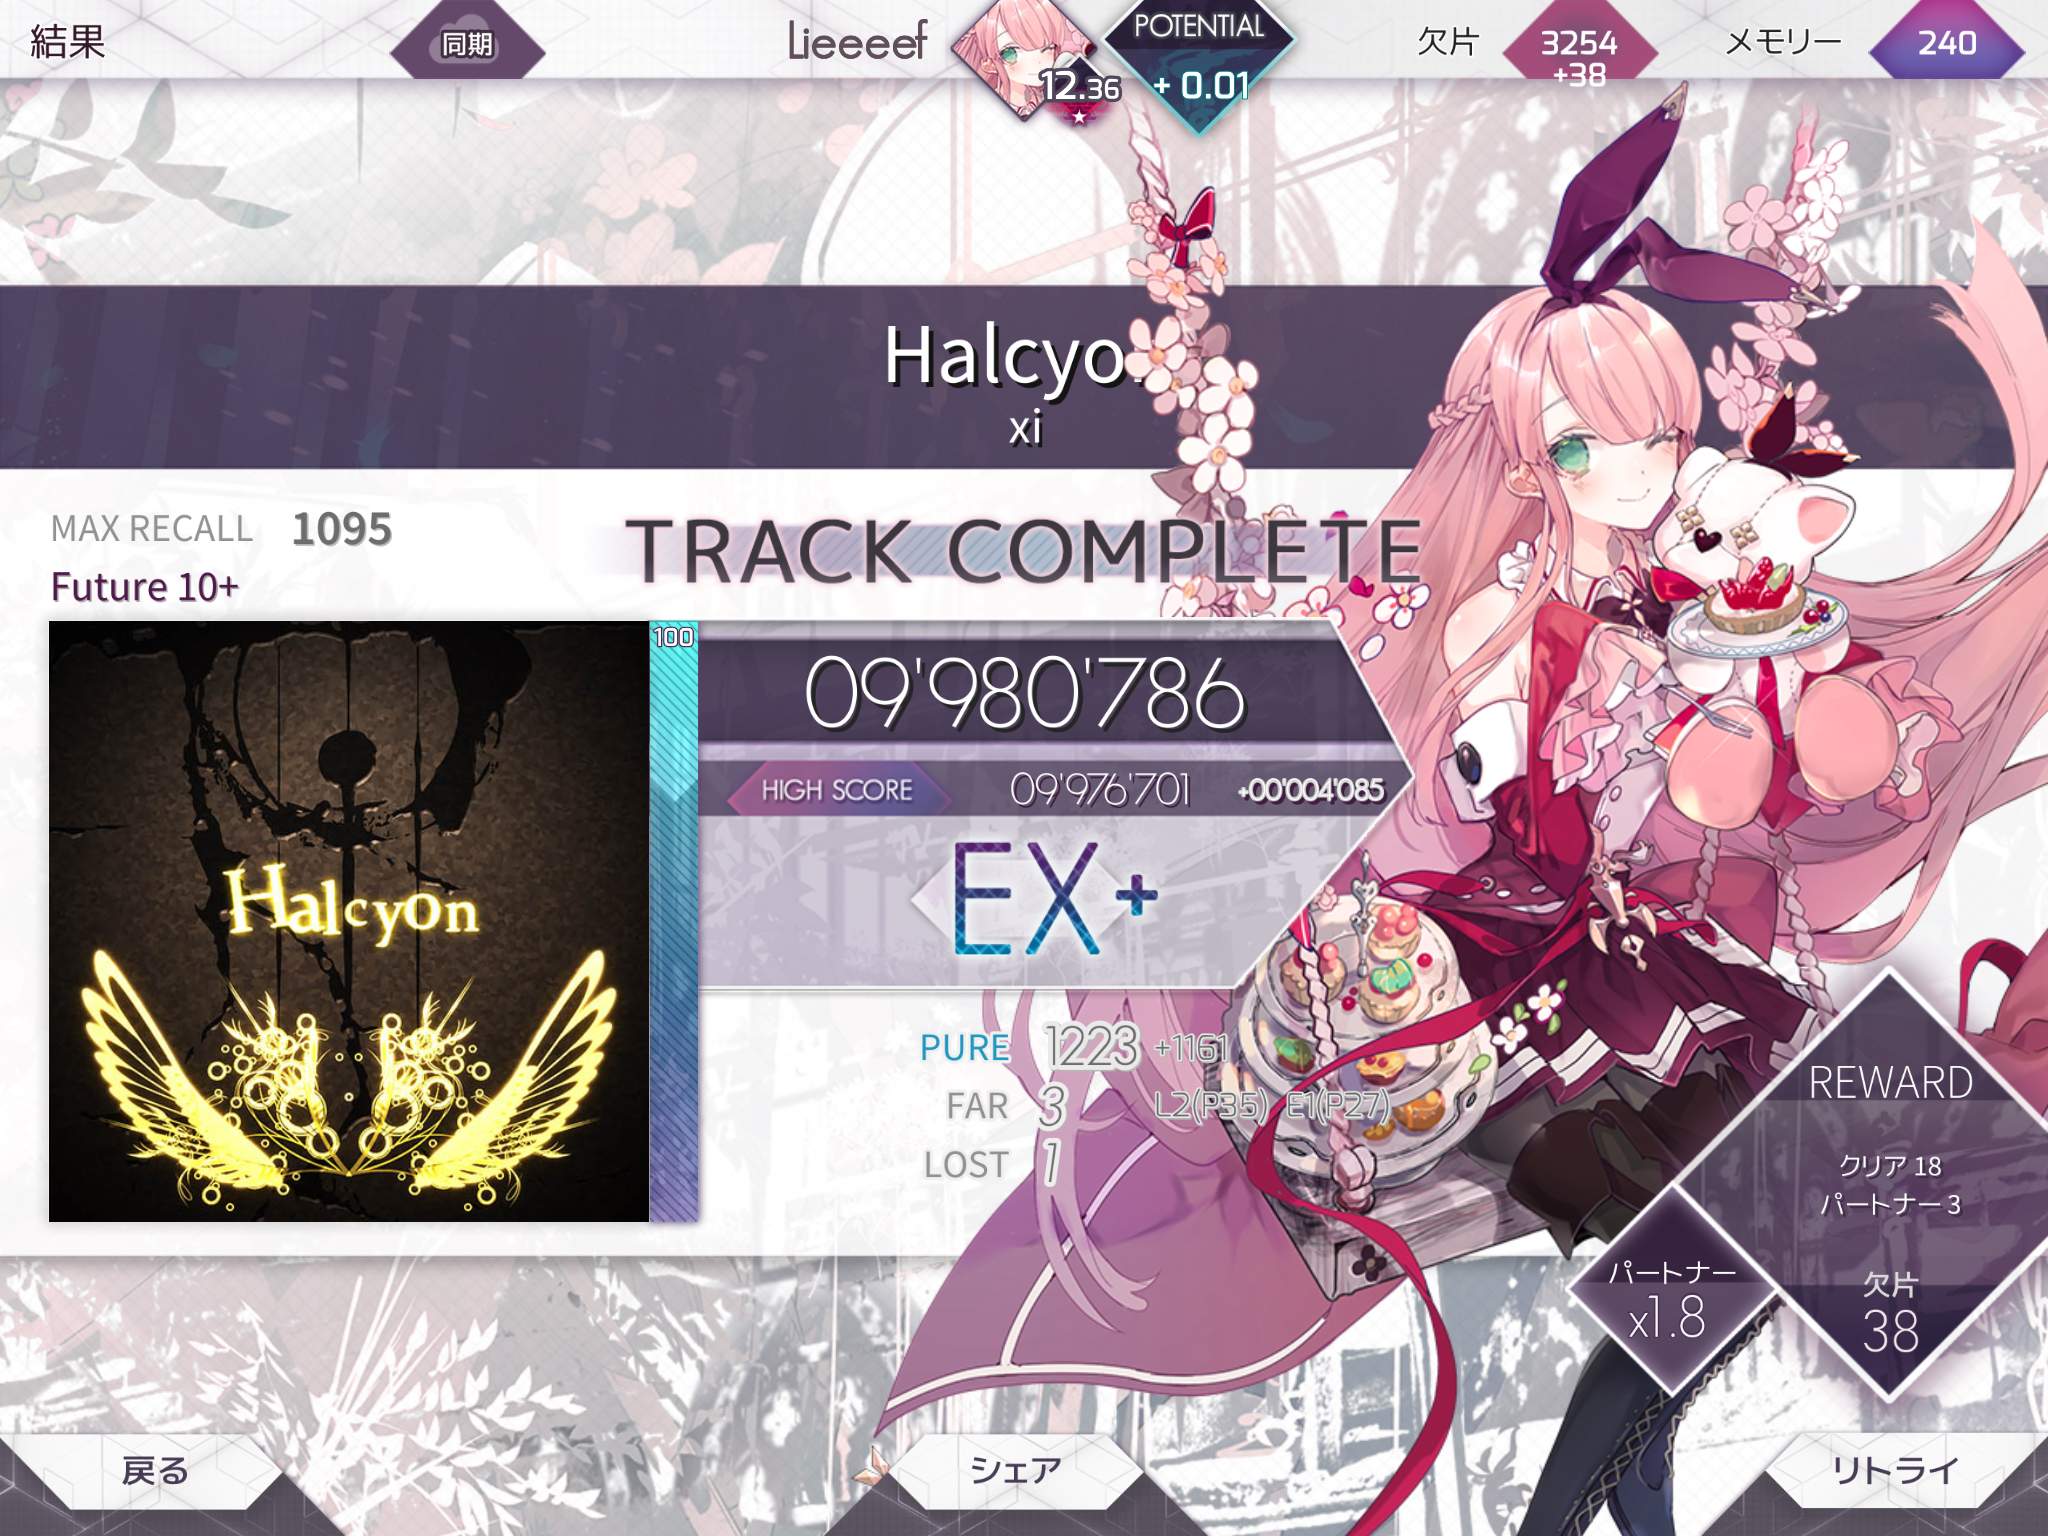 結果
同期
Lieeeef
12.36
POTENTIAL
+ 0.01
欠片
3254
+38
メモリー
240
Halcyo
xi
MAX RECALL 1095
Future 10+
TRACK COMPLETE
100
Halcyon
09'980'786
HIGH SCORE
09'976'701
+00'004'085
EX+
PURE 1223 +1161
FAR 3 L2(P35) E1(P27)
LOST 1
REWARD
クリア 18
パートナー 3
欠片
38
パートナー
x1.8
戻る
シェア
リトライ